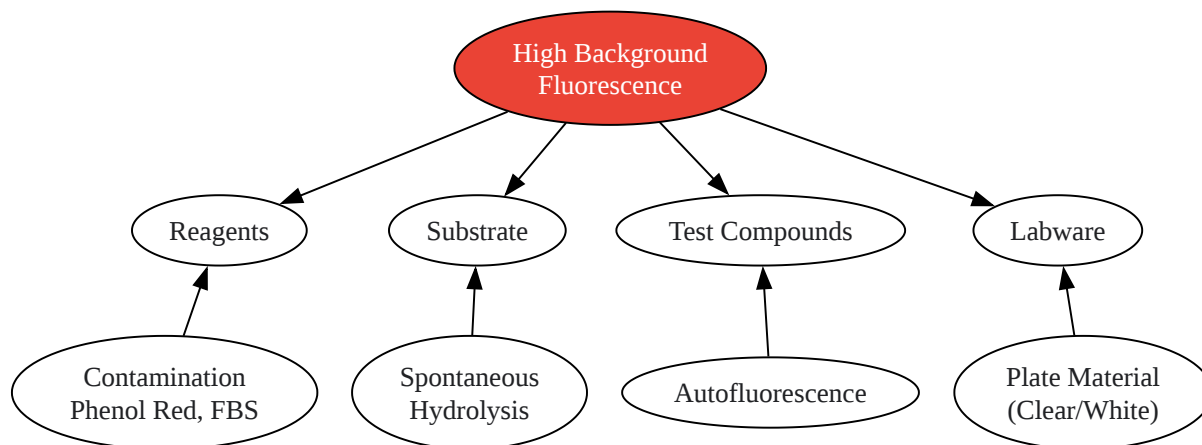 High Background
Fluorescence
Reagents
Substrate
Test Compounds
Labware
Contamination
Phenol Red, FBS
Spontaneous
Hydrolysis
Autofluorescence
Plate Material
(Clear/White)